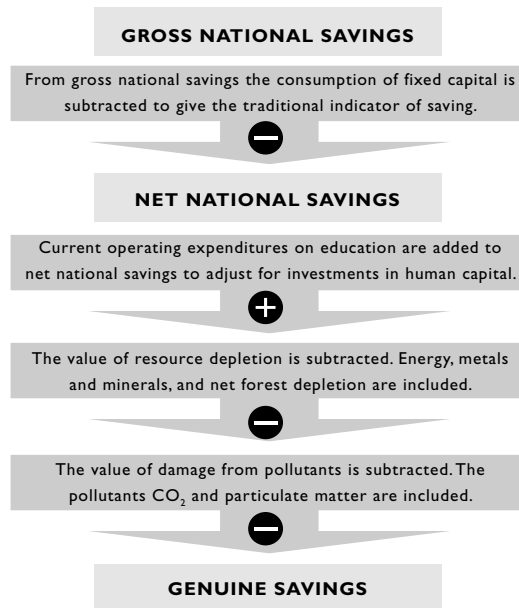 GROSS NATIONAL SAVINGS
From gross national savings the consumption of fixed capital is
subtracted to give the traditional indicator of saving.
NET NATIONAL SAVINGS
Current operating expenditures on education are added to
net national savings to adjust for investments in human capital.
The value of resource depletion is subtracted. Energy, metals
and minerals, and net forest depletion are included.
The value of damage from pollutants is subtracted. The
pollutants CO₂ and particulate matter are included.
GENUINE SAVINGS